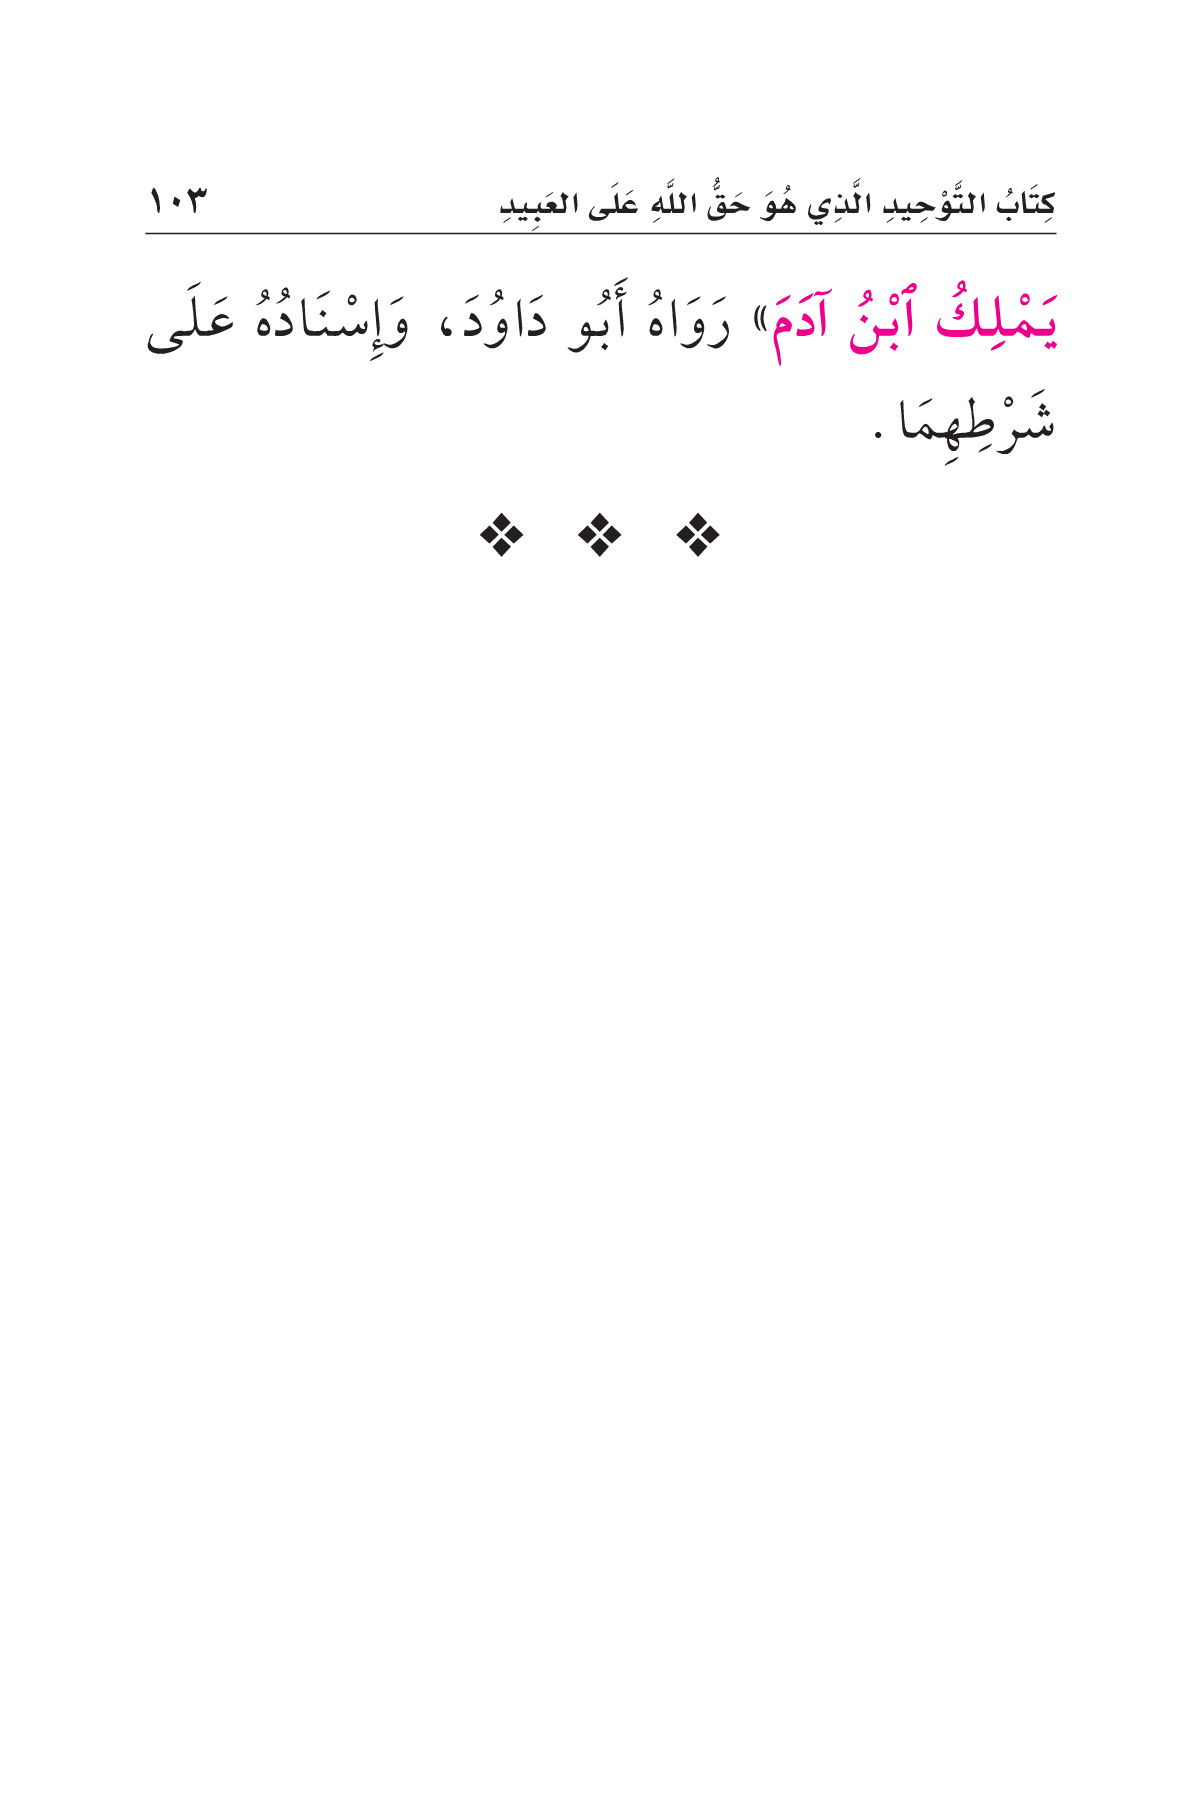 كِتَابُ التَّوْحِيدِ الَّذِي هُوَ حَقُّ اللَّهِ عَلَى العَبِيدِ ١٠٣
يَمْلِكُ ٱبْنُ آدَمَ» رَوَاهُ أَبُو دَاوُدَ، وَإِسْنَادُهُ عَلَى
شَرْطِهِمَا.